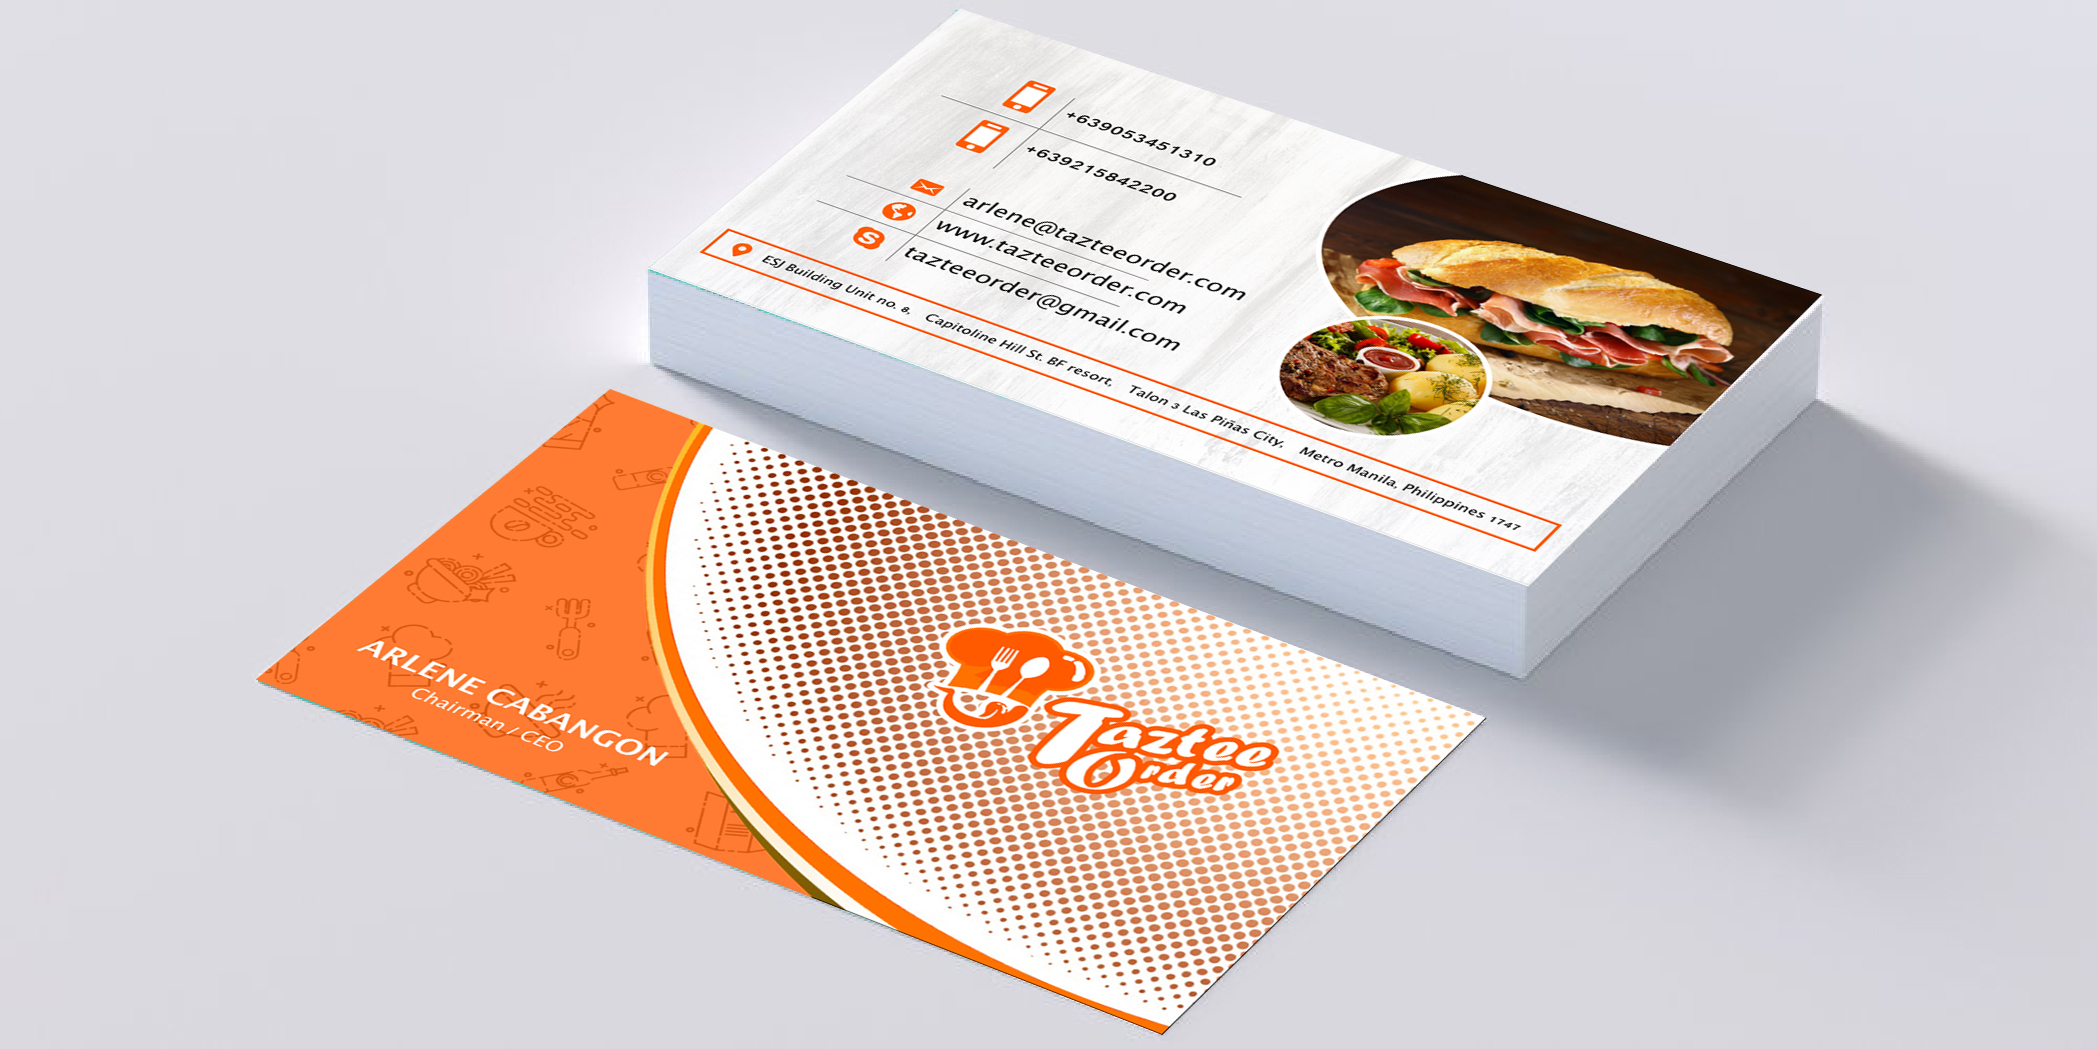 +639053451310
+639215842200
arlene@tazteeorder.com
www.tazteeorder.com
tazteeorder@gmail.com
ESJ Building Unit no. 8, Capitoline Hill St. BF resort, Talon 3 Las Piñas City, Metro Manila, Philippines 1747
ARLENE CABANGON
Chairman / CEO
Taztee
Order